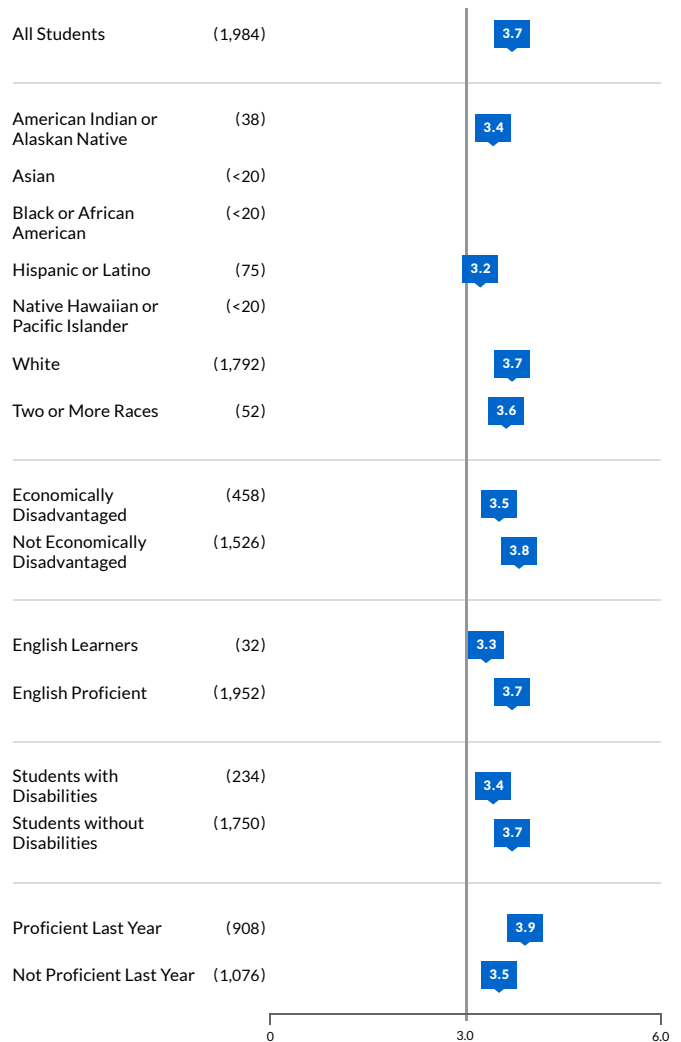 All Students (1,984) 3.7
American Indian or
Alaskan Native (38) 3.4
Asian (<20)
Black or African
American (<20)
Hispanic or Latino (75) 3.2
Native Hawaiian or
Pacific Islander (<20)
White (1,792) 3.7
Two or More Races (52) 3.6
Economically
Disadvantaged (458) 3.5
Not Economically
Disadvantaged (1,526) 3.8
English Learners (32) 3.3
English Proficient (1,952) 3.7
Students with
Disabilities (234) 3.4
Students without
Disabilities (1,750) 3.7
Proficient Last Year (908) 3.9
Not Proficient Last Year (1,076) 3.5
0 3.0 6.0